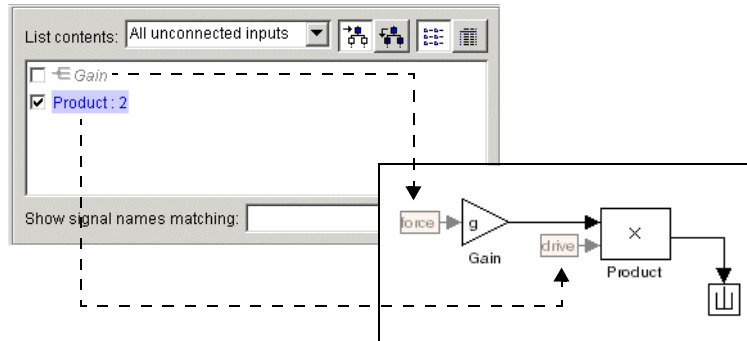 List contents: All unconnected inputs
Gain
Product : 2
Show signal names matching:
force
g
Gain
drive
×
Product